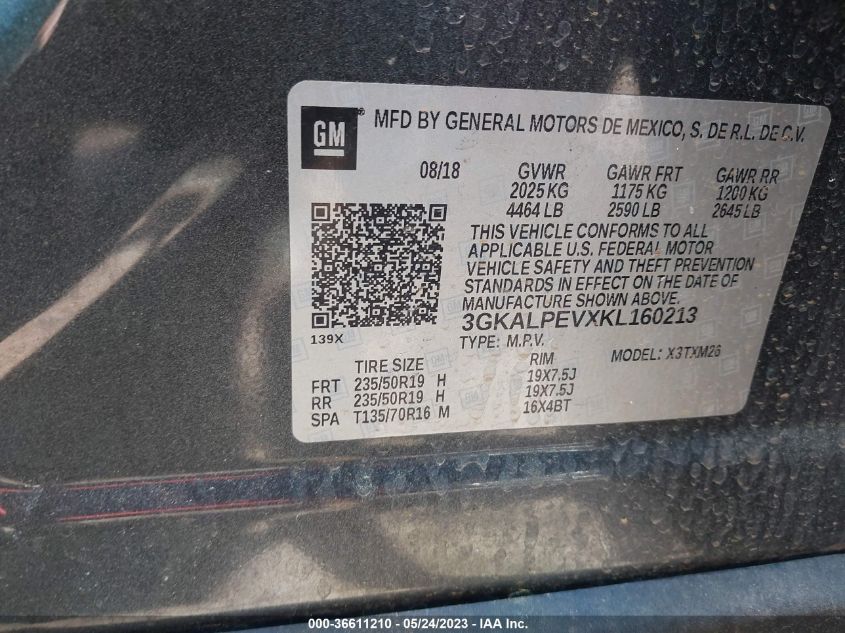 GM ® MFD BY GENERAL MOTORS DE MEXICO, S. DE R.L. DE C.V.
08/18 GVWR GAWR FRT GAWR RR
2025 KG 1175 KG 1200 KG
4464 LB 2590 LB 2645 LB
THIS VEHICLE CONFORMS TO ALL
APPLICABLE U.S. FEDERAL MOTOR
VEHICLE SAFETY AND THEFT PREVENTION
STANDARDS IN EFFECT ON THE DATE OF
MANUFACTURE SHOWN ABOVE.
3GKALPEVXKL160213
139X
TYPE: M.P.V. MODEL: X3TXM26
TIRE SIZE RIM
FRT 235/50R19 H 19X7.5J
RR 235/50R19 H 19X7.5J
SPA T135/70R16 M 16X4BT
000-36611210 - 05/24/2023 - IAA Inc.